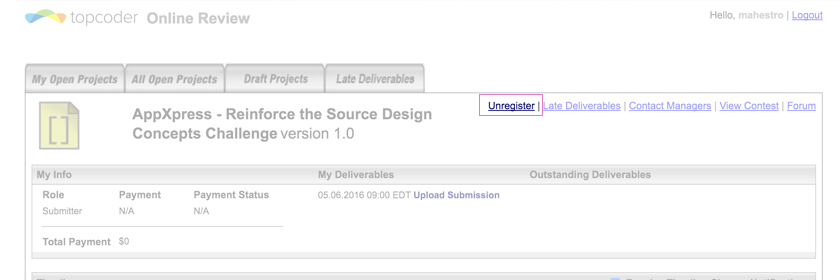 topcoder Online Review
Hello, mahestro | Logout
My Open Projects All Open Projects Draft Projects Late Deliverables
Unregister | Late Deliverables | Contact Managers | View Contest | Forum
[ ]
AppXpress - Reinforce the Source Design
Concepts Challenge version 1.0
My Info My Deliverables Outstanding Deliverables
Role Payment Payment Status 05.06.2016 09:00 EDT Upload Submission
Submitter N/A N/A
Total Payment $0